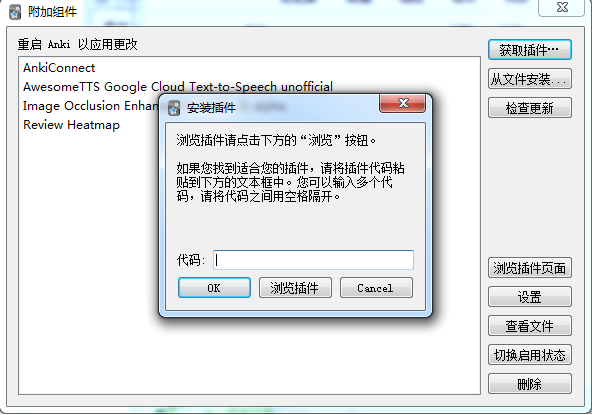 附加组件
重启 Anki 以应用更改
获取插件…
AnkiConnect
从文件安装...
AwesomeTTS Google Cloud Text-to-Speech unofficial
Image Occlusion Enhan
检查更新
Review Heatmap
安装插件
浏览插件请点击下方的“浏览”按钮。
如果您找到适合您的插件，请将插件代码粘
贴到下方的文本框中。您可以输入多个代
码，请将代码之间用空格隔开。
代码:
OK
浏览插件
Cancel
浏览插件页面
设置
查看文件
切换启用状态
删除